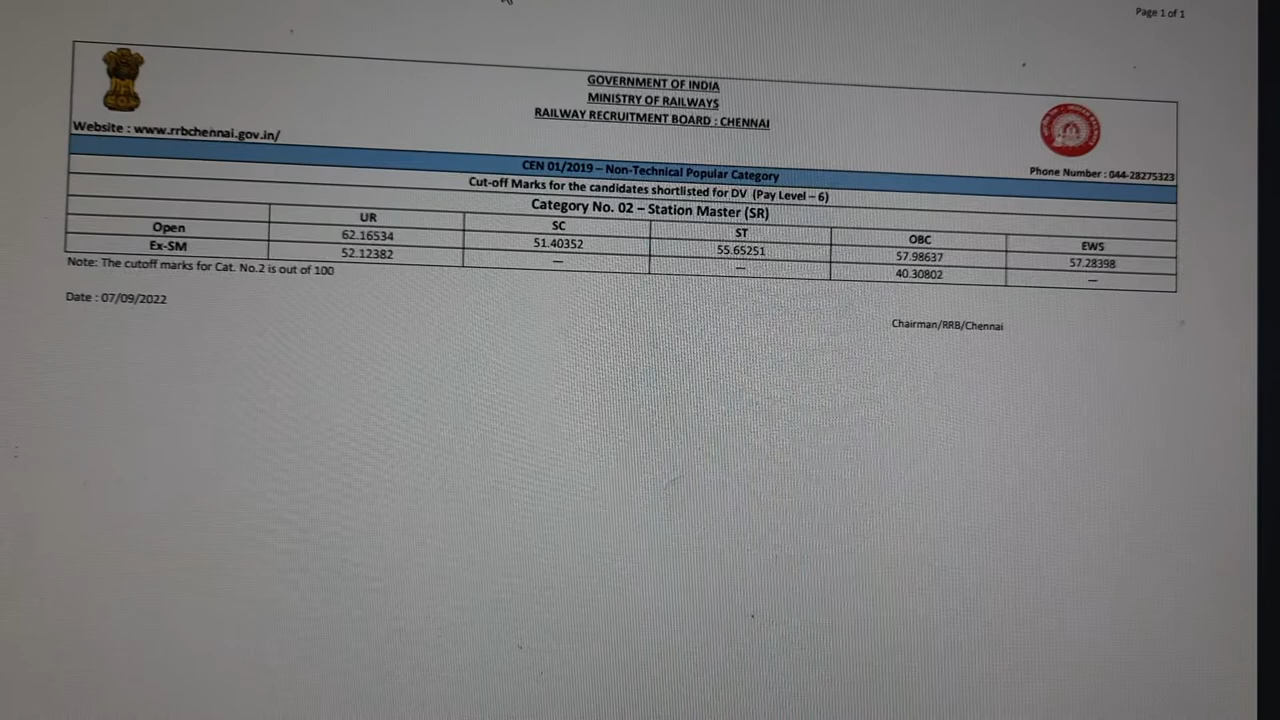 Page 1 of 1
GOVERNMENT OF INDIA
MINISTRY OF RAILWAYS
RAILWAY RECRUITMENT BOARD : CHENNAI
Website : www.rrbchennai.gov.in/
Phone Number : 044-28275323
CEN 01/2019 – Non-Technical Popular Category
Cut-off Marks for the candidates shortlisted for DV (Pay Level – 6)
Category No. 02 – Station Master (SR)
UR SC ST OBC EWS
Open 62.16534 51.40352 55.65251 57.98637 57.28398
Ex-SM 52.12382 — — 40.30802 —
Note: The cutoff marks for Cat. No.2 is out of 100
Date : 07/09/2022
Chairman/RRB/Chennai